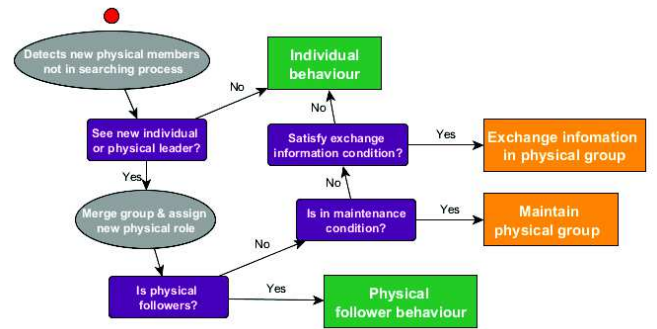 Detects new physical members
not in searching process
Individual
behaviour
No
No
See new individual
or physical leader?
Satisfy exchange
information condition?
Yes
Exchange infomation
in physical group
Yes
No
Merge group & assign
new physical role
Is in maintenance
condition?
Yes
Maintain
physical group
No
Is physical
followers?
Yes
Physical
follower behaviour